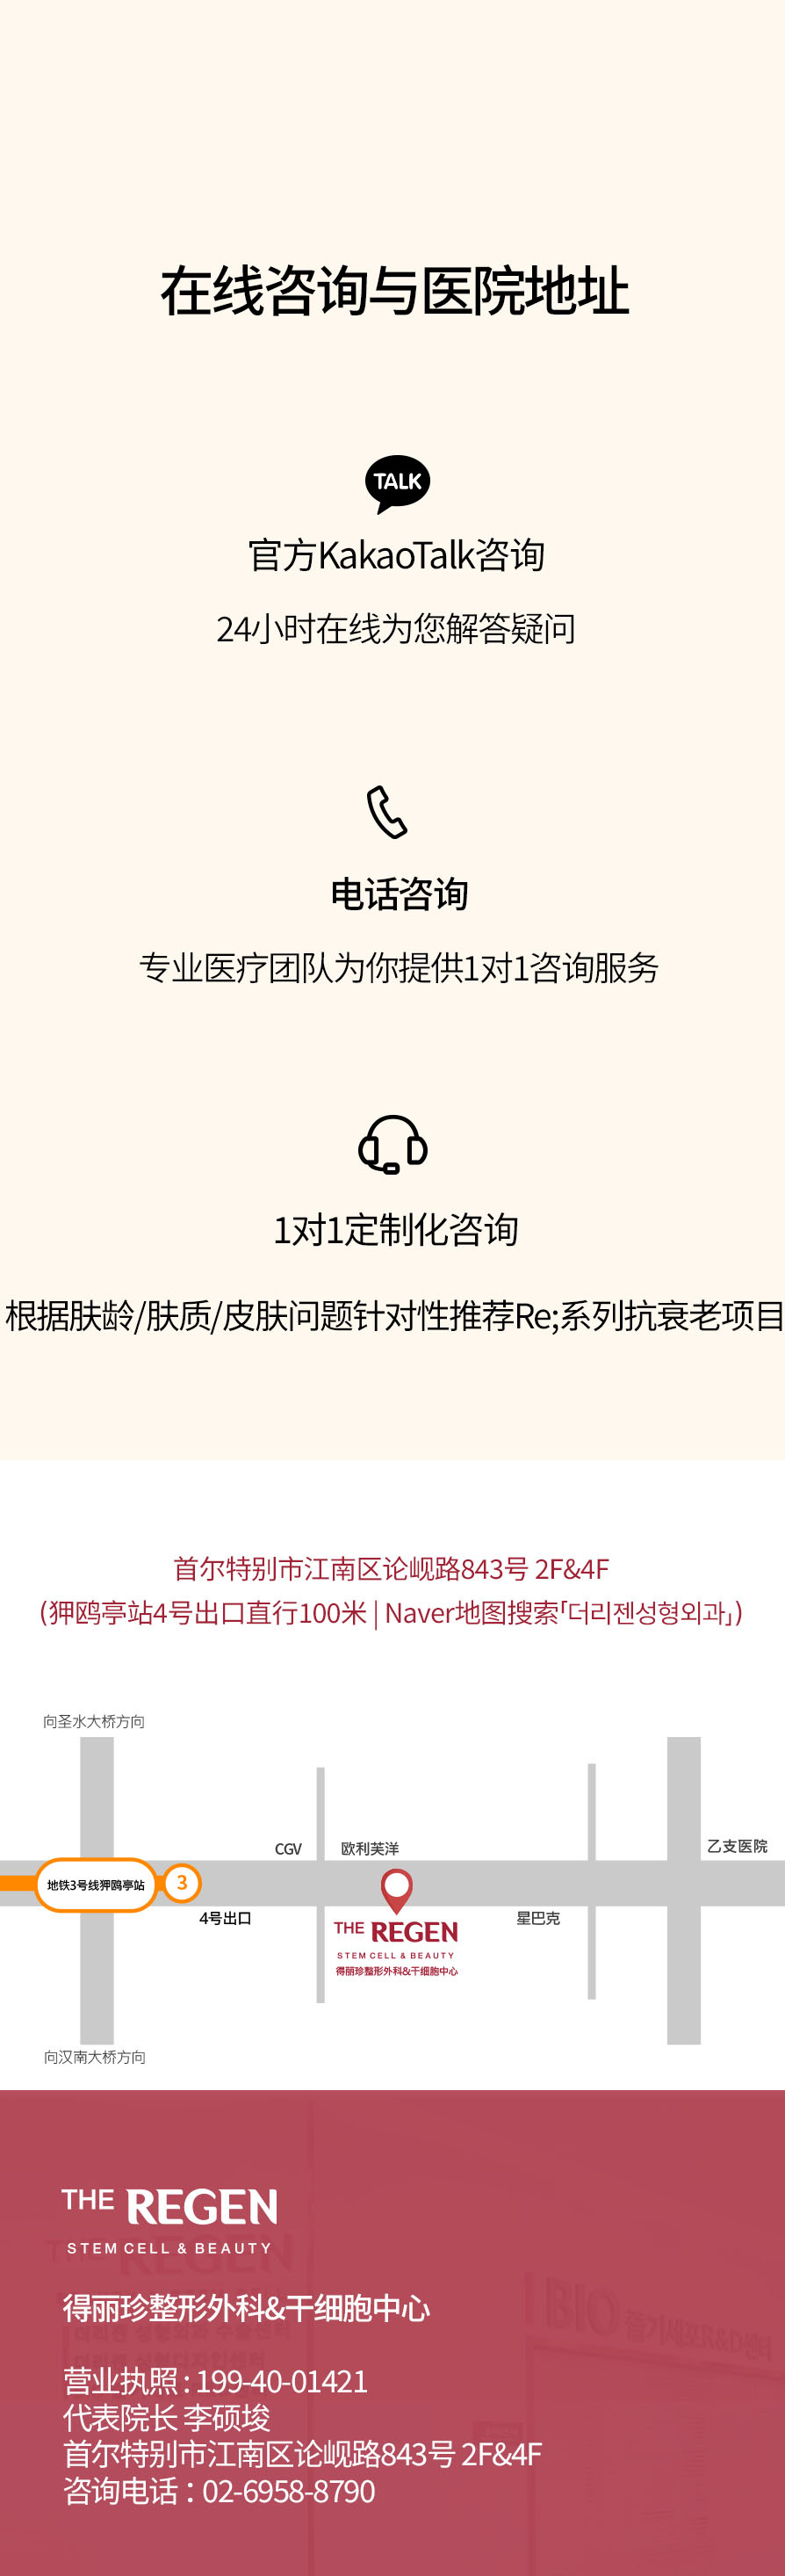 在线咨询与医院地址
TALK
官方KakaoTalk咨询
24小时在线为您解答疑问
电话咨询
专业医疗团队为你提供1对1咨询服务
1对1定制化咨询
根据肤龄/肤质/皮肤问题针对性推荐Re;系列抗衰老项目
首尔特别市江南区论岘路843号 2F&4F
(狎鸥亭站4号出口直行100米 | Naver地图搜索「더리젠성형외과」)
向圣水大桥方向
CGV
欧利芙洋
乙支医院
地铁3号线狎鸥亭站
3
4号出口
星巴克
THE REGEN
STEM CELL & BEAUTY
得丽珍整形外科&干细胞中心
向汉南大桥方向
THE REGEN
STEM CELL & BEAUTY
得丽珍整形外科&干细胞中心
BIO 줄기세포R&D센터
营业执照 : 199-40-01421
代表院长 李硕埈
首尔特别市江南区论岘路843号 2F&4F
咨询电话 : 02-6958-8790